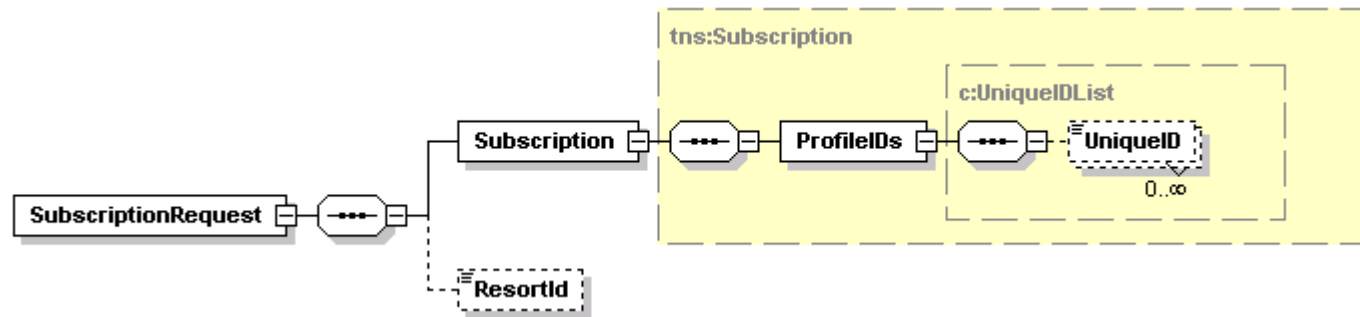 tns:Subscription
c:UniqueIDList
Subscription
ProfileIDs
UniqueID
0..∞
SubscriptionRequest
ResortId